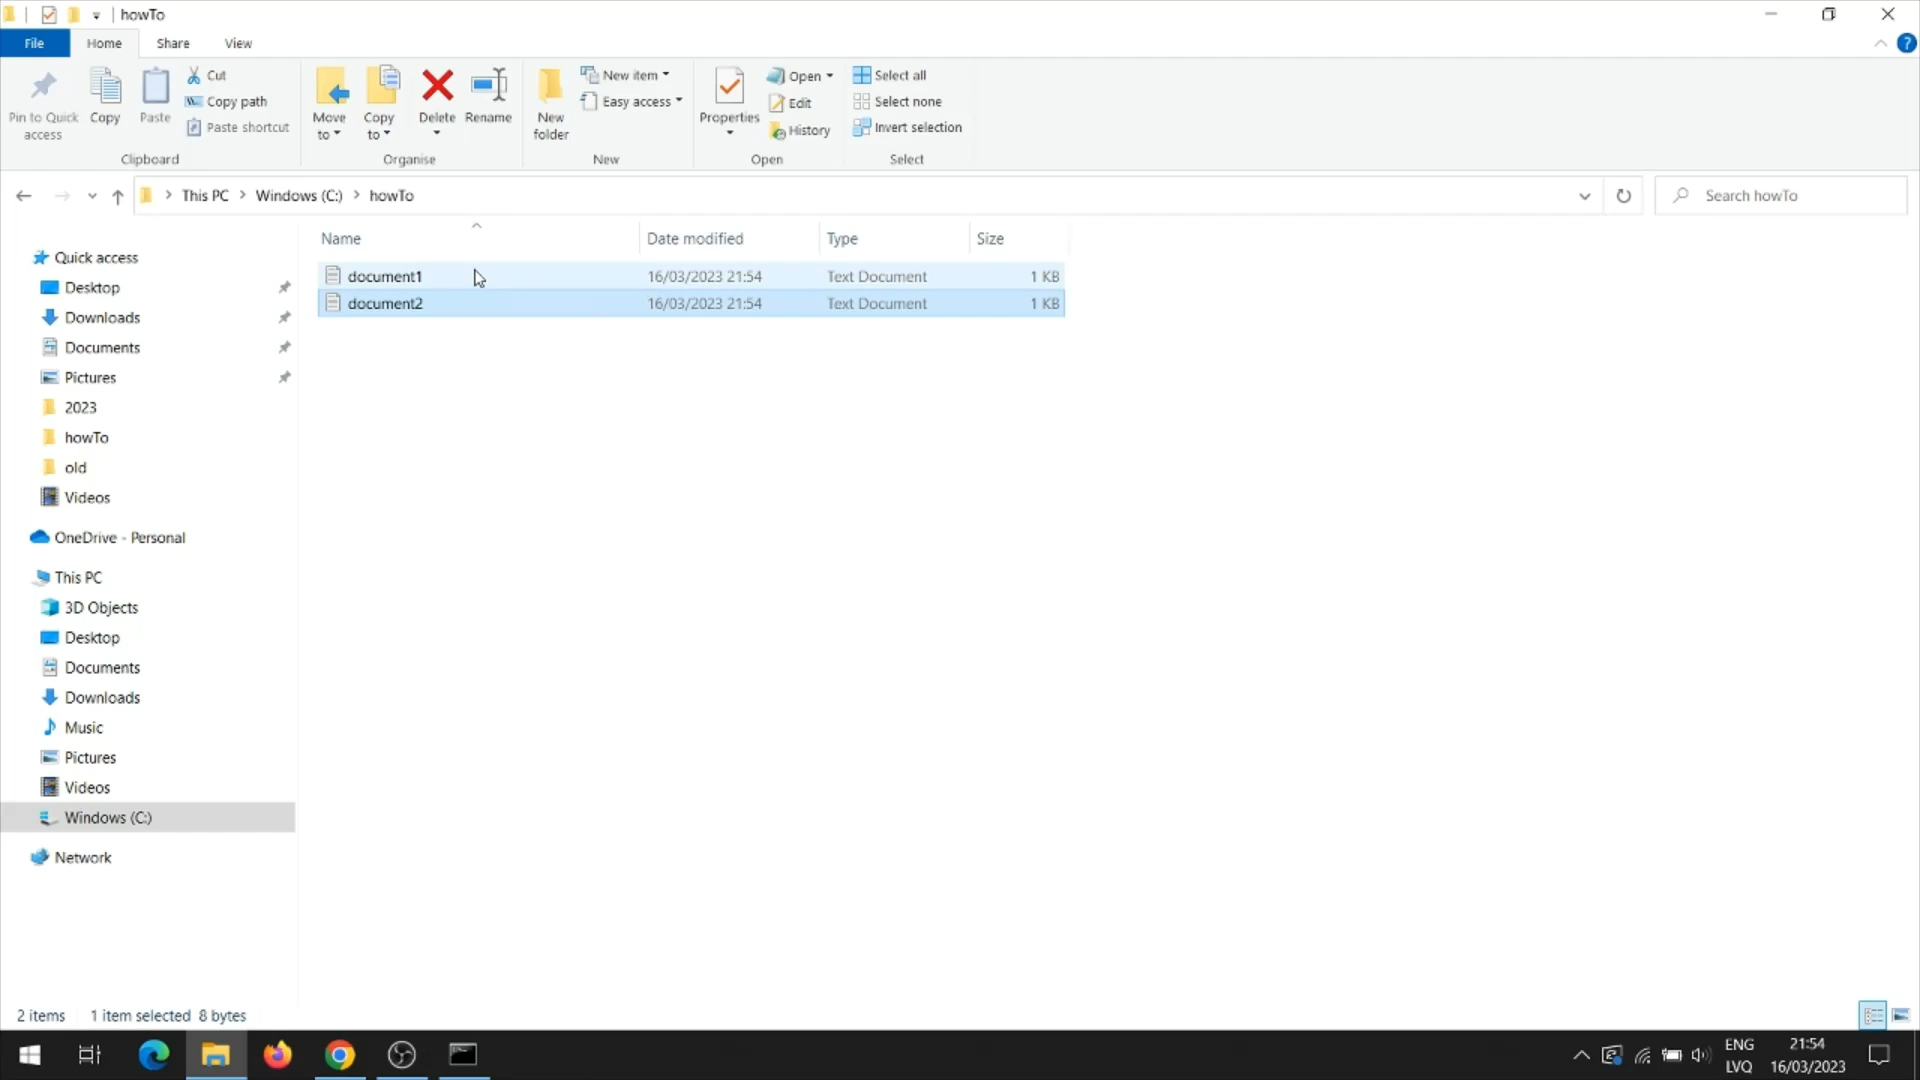 howTo
File Home Share View
Pin to Quick access
Copy
Paste
Cut
Copy path
Paste shortcut
Clipboard
Move to
Copy to
Delete
Rename
Organise
New folder
New item
Easy access
New
Properties
Open
Edit
History
Open
Select all
Select none
Invert selection
Select
This PC > Windows (C:) > howTo
Search howTo
Name Date modified Type Size
document1 16/03/2023 21:54 Text Document 1 KB
document2 16/03/2023 21:54 Text Document 1 KB
Quick access
Desktop
Downloads
Documents
Pictures
2023
howTo
old
Videos
OneDrive - Personal
This PC
3D Objects
Desktop
Documents
Downloads
Music
Pictures
Videos
Windows (C:)
Network
2 items 1 item selected 8 bytes
ENG
LVQ
21:54
16/03/2023